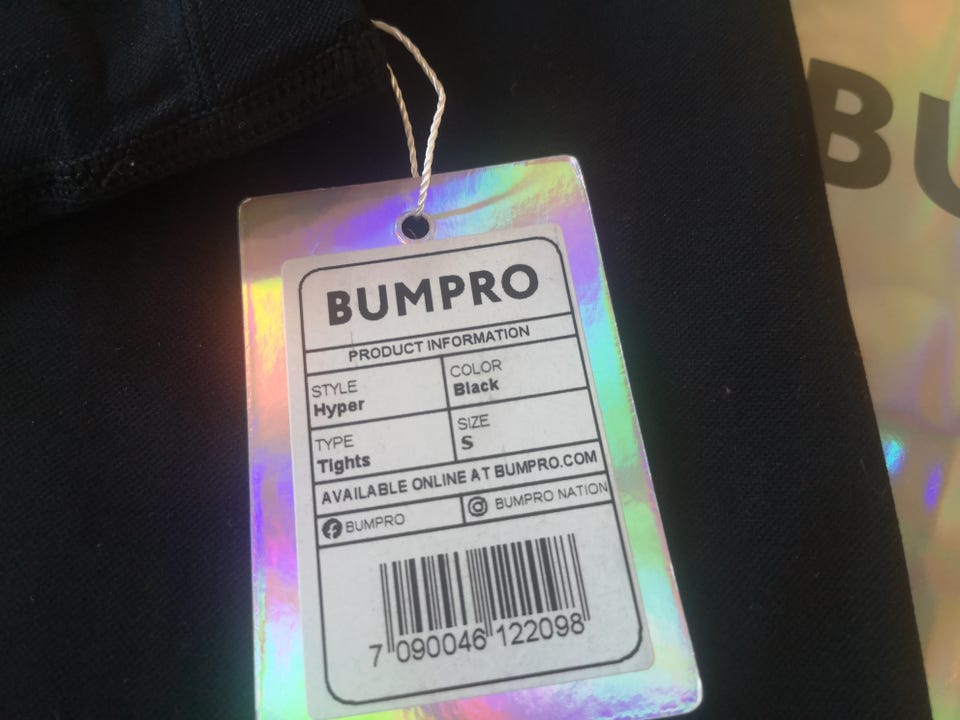 BUMPRO
PRODUCT INFORMATION
STYLE
Hyper
COLOR
Black
TYPE
Tights
SIZE
S
AVAILABLE ONLINE AT BUMPRO.COM
BUMPRO
BUMPRO NATION
7 090046 122098
BU